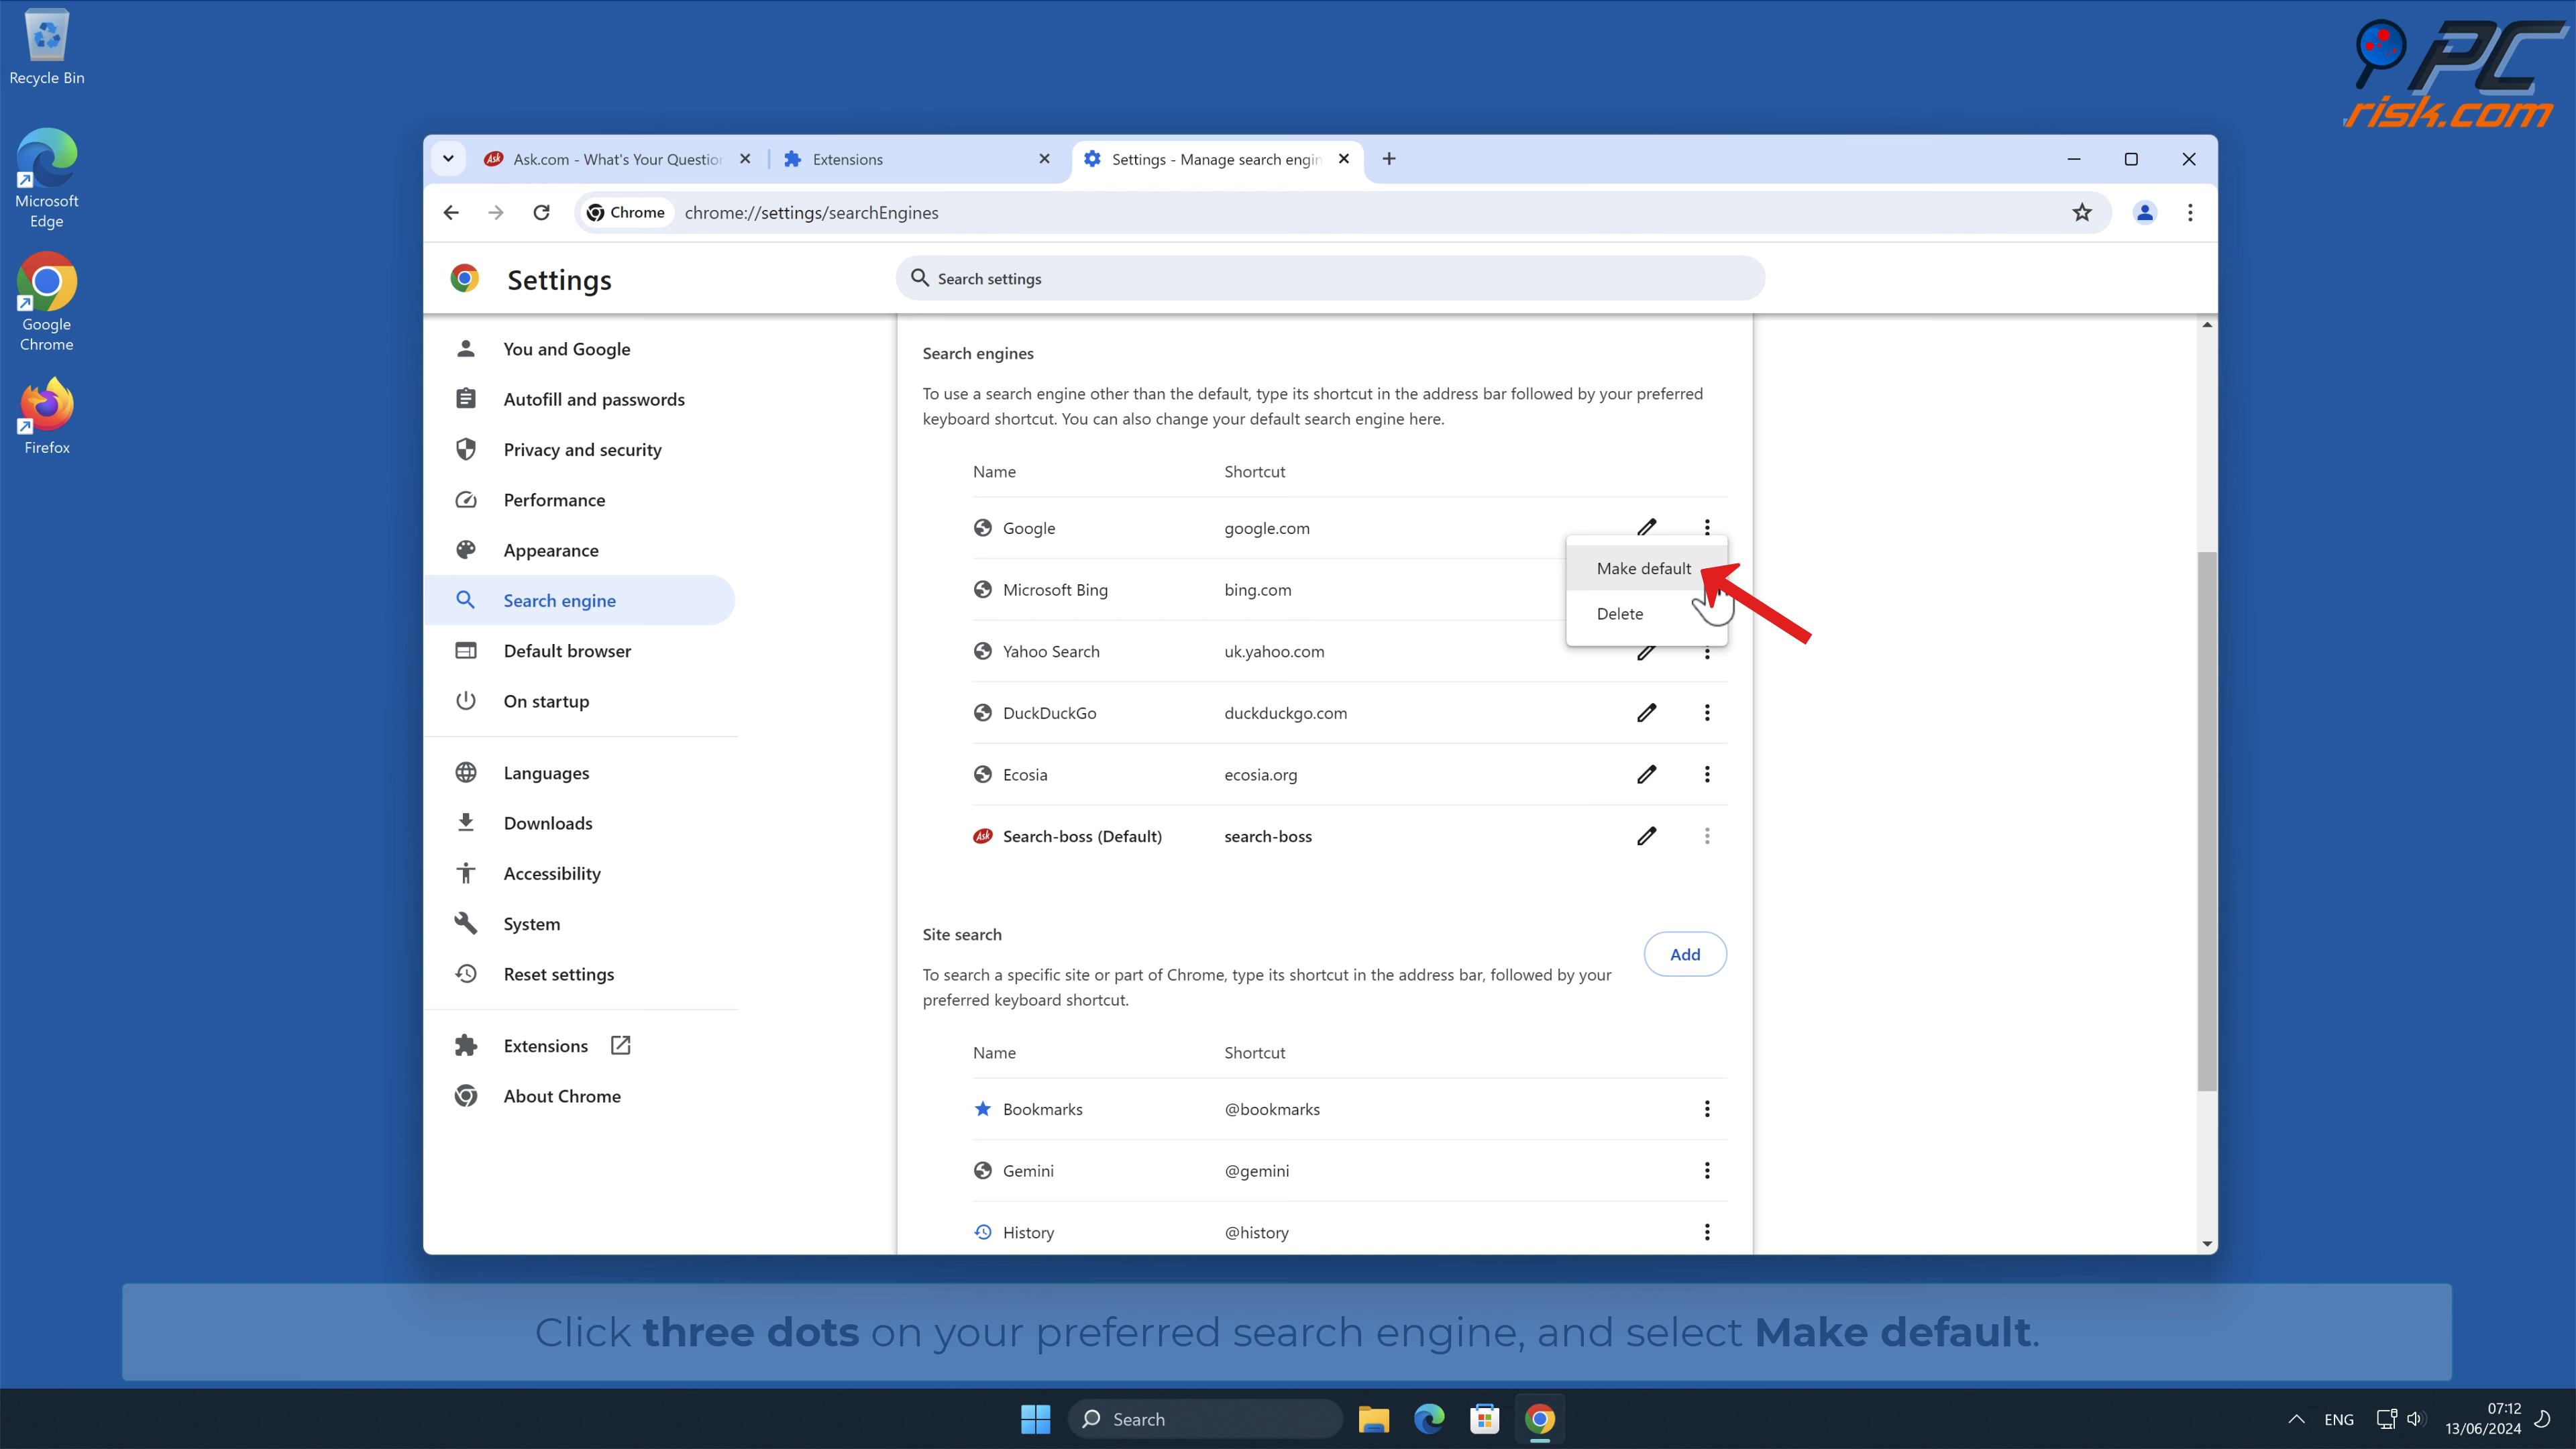 Recycle Bin
Microsoft
Edge
Google
Chrome
Firefox
PC
risk.com
Ask
Ask.com - What's Your Question
Extensions
Settings - Manage search engin
Chrome
chrome://settings/searchEngines
Settings
Search settings
You and Google
Autofill and passwords
Privacy and security
Performance
Appearance
Search engine
Default browser
On startup
Languages
Downloads
Accessibility
System
Reset settings
Extensions
About Chrome
Search engines
To use a search engine other than the default, type its shortcut in the address bar followed by your preferred
keyboard shortcut. You can also change your default search engine here.
Name Shortcut
Google google.com
Make default
Delete
Microsoft Bing bing.com
Yahoo Search uk.yahoo.com
DuckDuckGo duckduckgo.com
Ecosia ecosia.org
Ask Search-boss (Default) search-boss
Site search
Add
To search a specific site or part of Chrome, type its shortcut in the address bar, followed by your
preferred keyboard shortcut.
Name Shortcut
Bookmarks @bookmarks
Gemini @gemini
History @history
Click three dots on your preferred search engine, and select Make default.
Search
ENG
07:12
13/06/2024